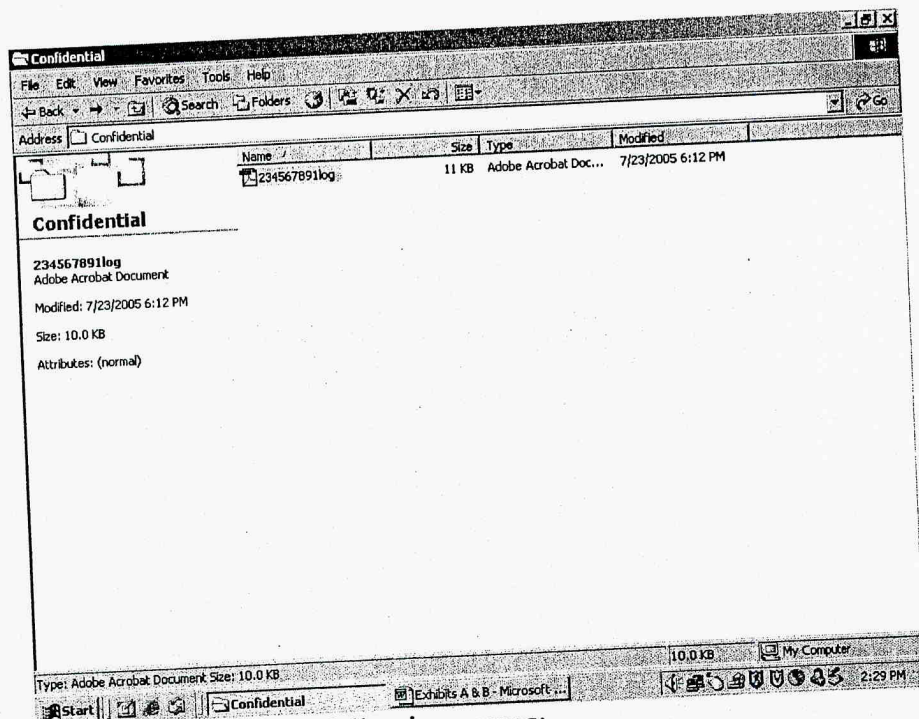 Confidential
File Edit View Favorites Tools Help
Back Search Folders
Address Confidential Go
Name Size Type Modified
234567891log 11 KB Adobe Acrobat Doc... 7/23/2005 6:12 PM
Confidential
234567891log
Adobe Acrobat Document
Modified: 7/23/2005 6:12 PM
Size: 10.0 KB
Attributes: (normal)
Type: Adobe Acrobat Document Size: 10.0 KB 10.0 KB My Computer
Start Confidential Exhibits A & B - Microsoft ... 2:29 PM